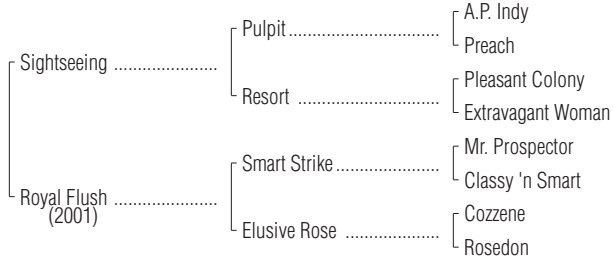 A.P. Indy
Pulpit
Preach
Sightseeing
Pleasant Colony
Resort
Extravagant Woman
Mr. Prospector
Smart Strike
Classy 'n Smart
Royal Flush
(2001)
Cozzene
Elusive Rose
Rosedon